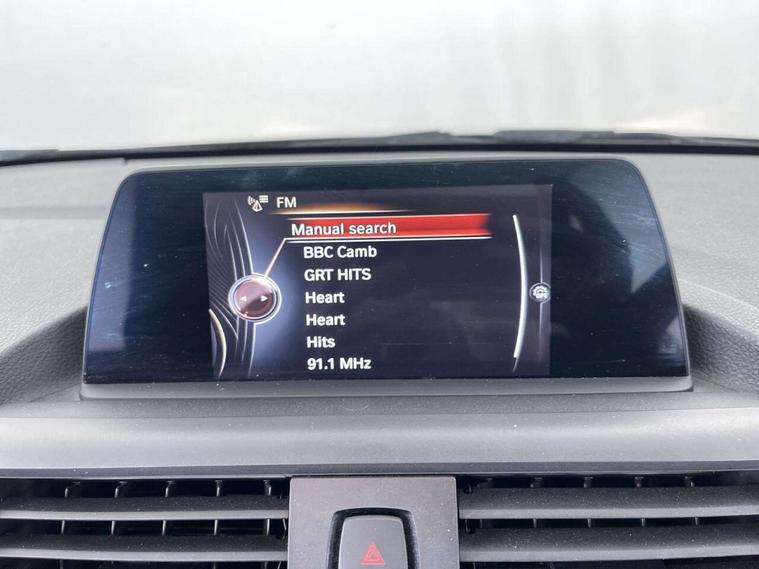 FM
Manual search
BBC Camb
GRT HITS
Heart
Heart
Hits
91.1 MHz